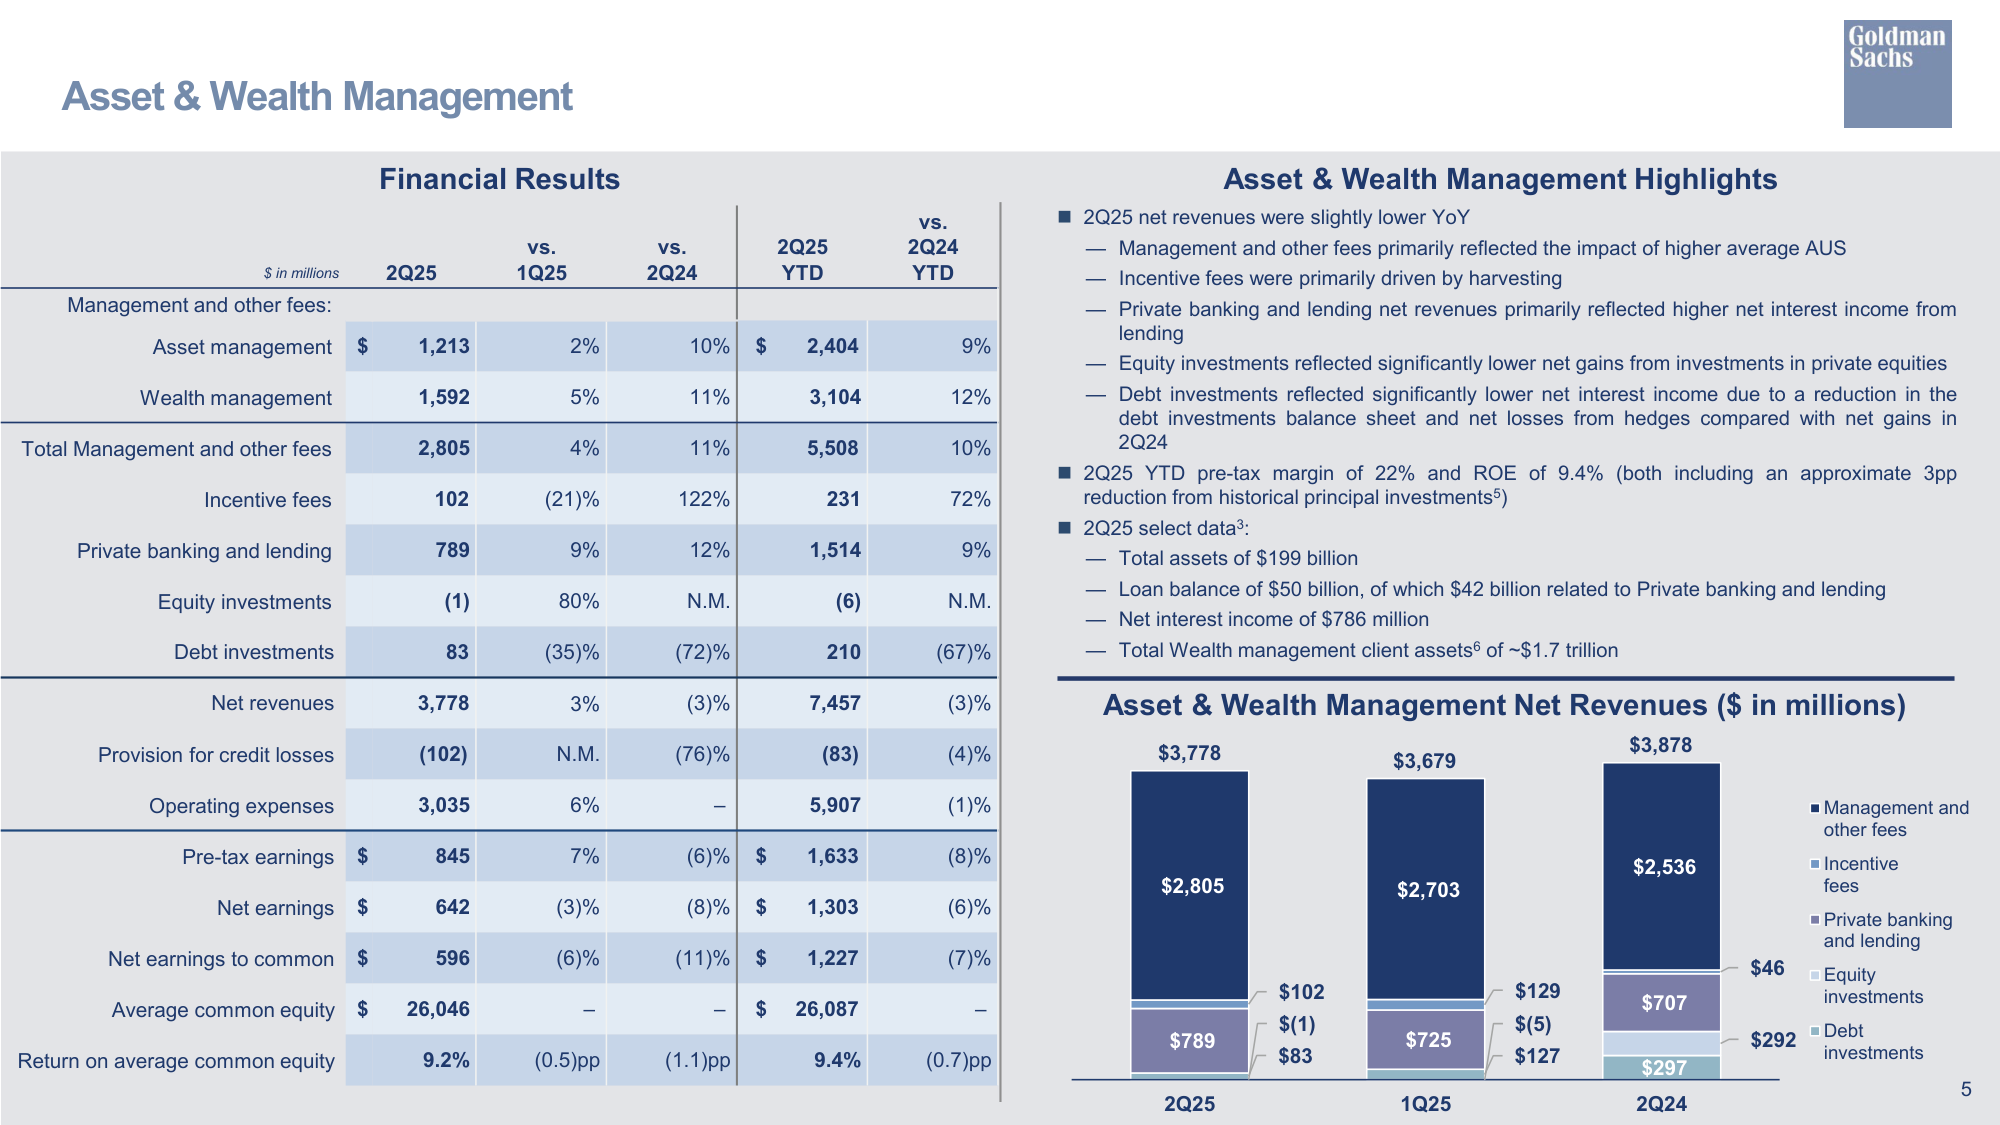 Goldman
Sachs
Asset & Wealth Management
Financial Results
$ in millions 2Q25 vs. 1Q25 vs. 2Q24 2Q25 YTD vs. 2Q24 YTD
Management and other fees:
Asset management $ 1,213 2% 10% $ 2,404 9%
Wealth management 1,592 5% 11% 3,104 12%
Total Management and other fees 2,805 4% 11% 5,508 10%
Incentive fees 102 (21)% 122% 231 72%
Private banking and lending 789 9% 12% 1,514 9%
Equity investments (1) 80% N.M. (6) N.M.
Debt investments 83 (35)% (72)% 210 (67)%
Net revenues 3,778 3% (3)% 7,457 (3)%
Provision for credit losses (102) N.M. (76)% (83) (4)%
Operating expenses 3,035 6% – 5,907 (1)%
Pre-tax earnings $ 845 7% (6)% $ 1,633 (8)%
Net earnings $ 642 (3)% (8)% $ 1,303 (6)%
Net earnings to common $ 596 (6)% (11)% $ 1,227 (7)%
Average common equity $ 26,046 – – $ 26,087 –
Return on average common equity 9.2% (0.5)pp (1.1)pp 9.4% (0.7)pp
Asset & Wealth Management Highlights
■ 2Q25 net revenues were slightly lower YoY
— Management and other fees primarily reflected the impact of higher average AUS
— Incentive fees were primarily driven by harvesting
— Private banking and lending net revenues primarily reflected higher net interest income from
lending
— Equity investments reflected significantly lower net gains from investments in private equities
— Debt investments reflected significantly lower net interest income due to a reduction in the
debt investments balance sheet and net losses from hedges compared with net gains in
2Q24
■ 2Q25 YTD pre-tax margin of 22% and ROE of 9.4% (both including an approximate 3pp
reduction from historical principal investments⁵)
■ 2Q25 select data³:
— Total assets of $199 billion
— Loan balance of $50 billion, of which $42 billion related to Private banking and lending
— Net interest income of $786 million
— Total Wealth management client assets⁶ of ~$1.7 trillion
Asset & Wealth Management Net Revenues ($ in millions)
$3,778
$2,805
$102
$789
$(1)
$83
2Q25
$3,679
$2,703
$129
$725
$(5)
$127
1Q25
$3,878
$2,536
$46
$707
$292
$297
2Q24
Management and
other fees
Incentive
fees
Private banking
and lending
Equity
investments
Debt
investments
5